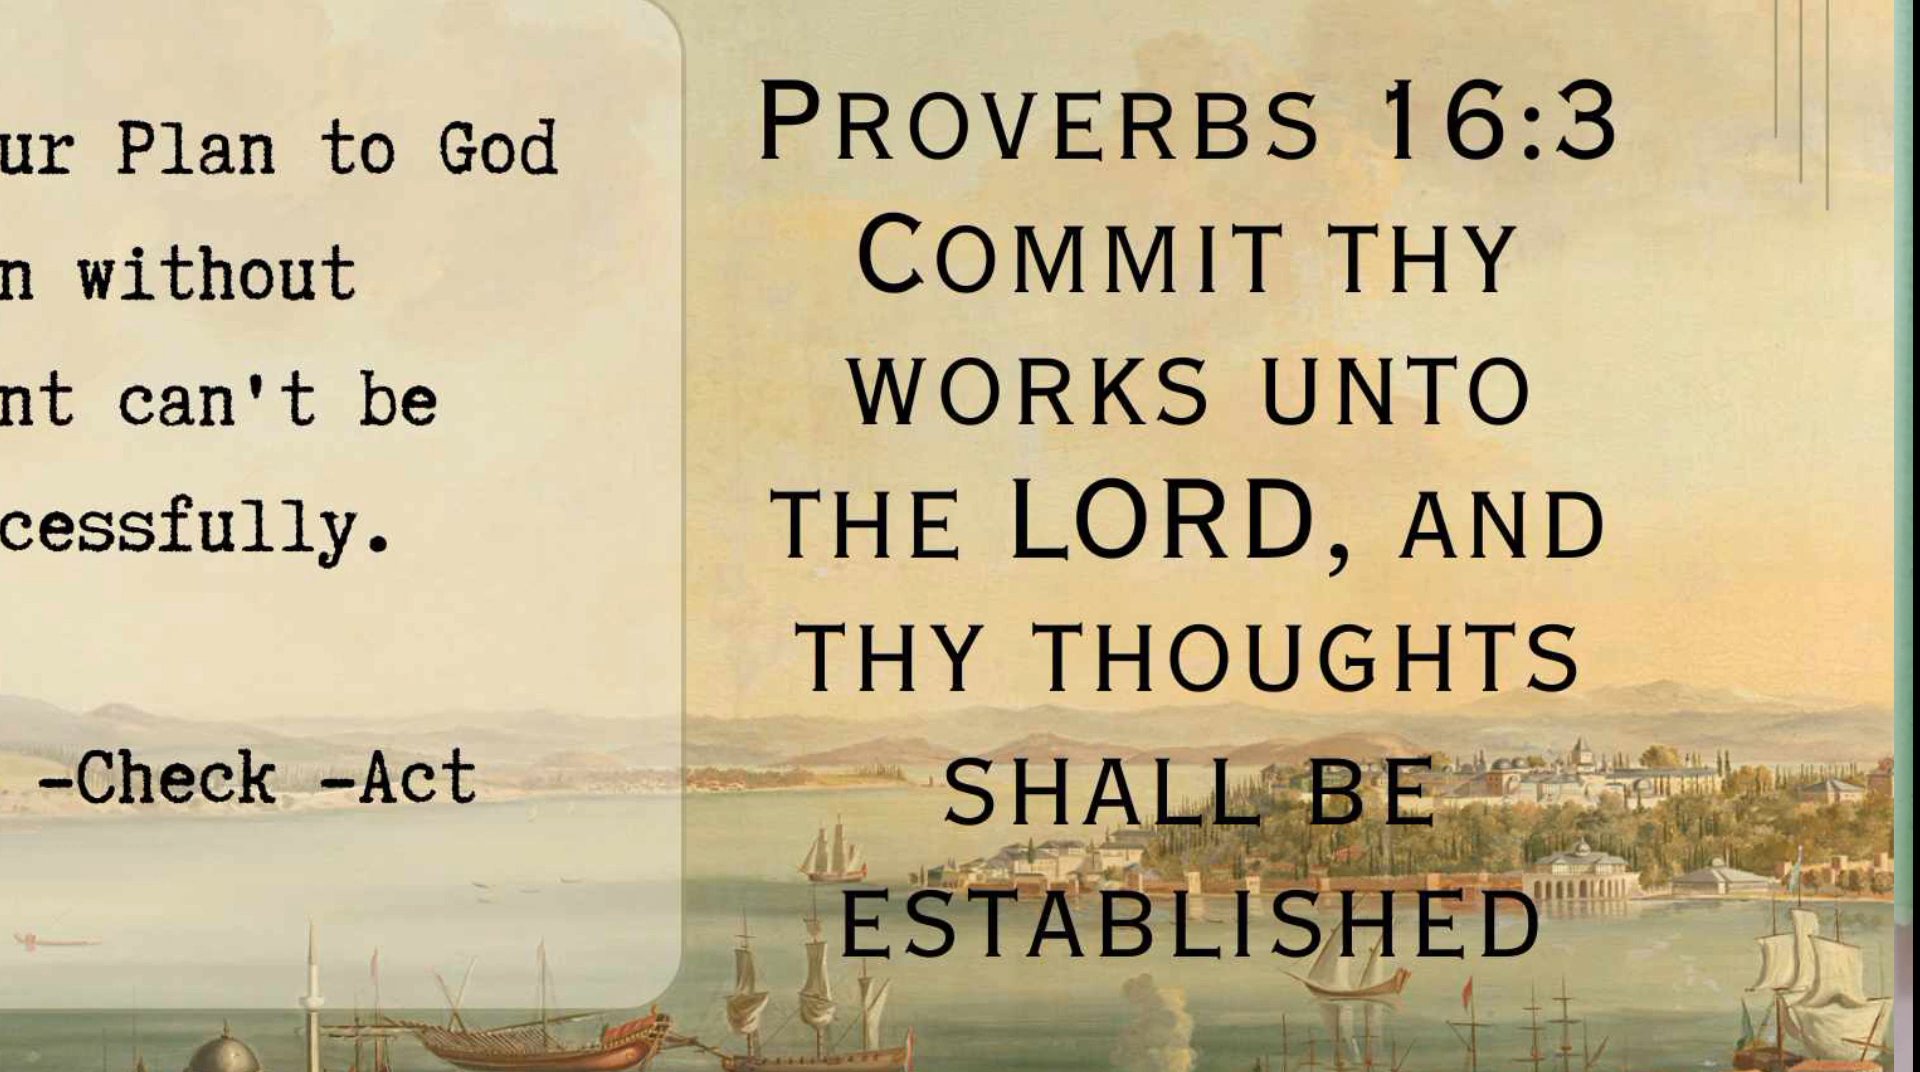 ur Plan to God
n without
nt can't be
cessfully.
-Check -Act
Proverbs 16:3
Commit thy
works unto
the LORD, and
thy thoughts
shall be
established